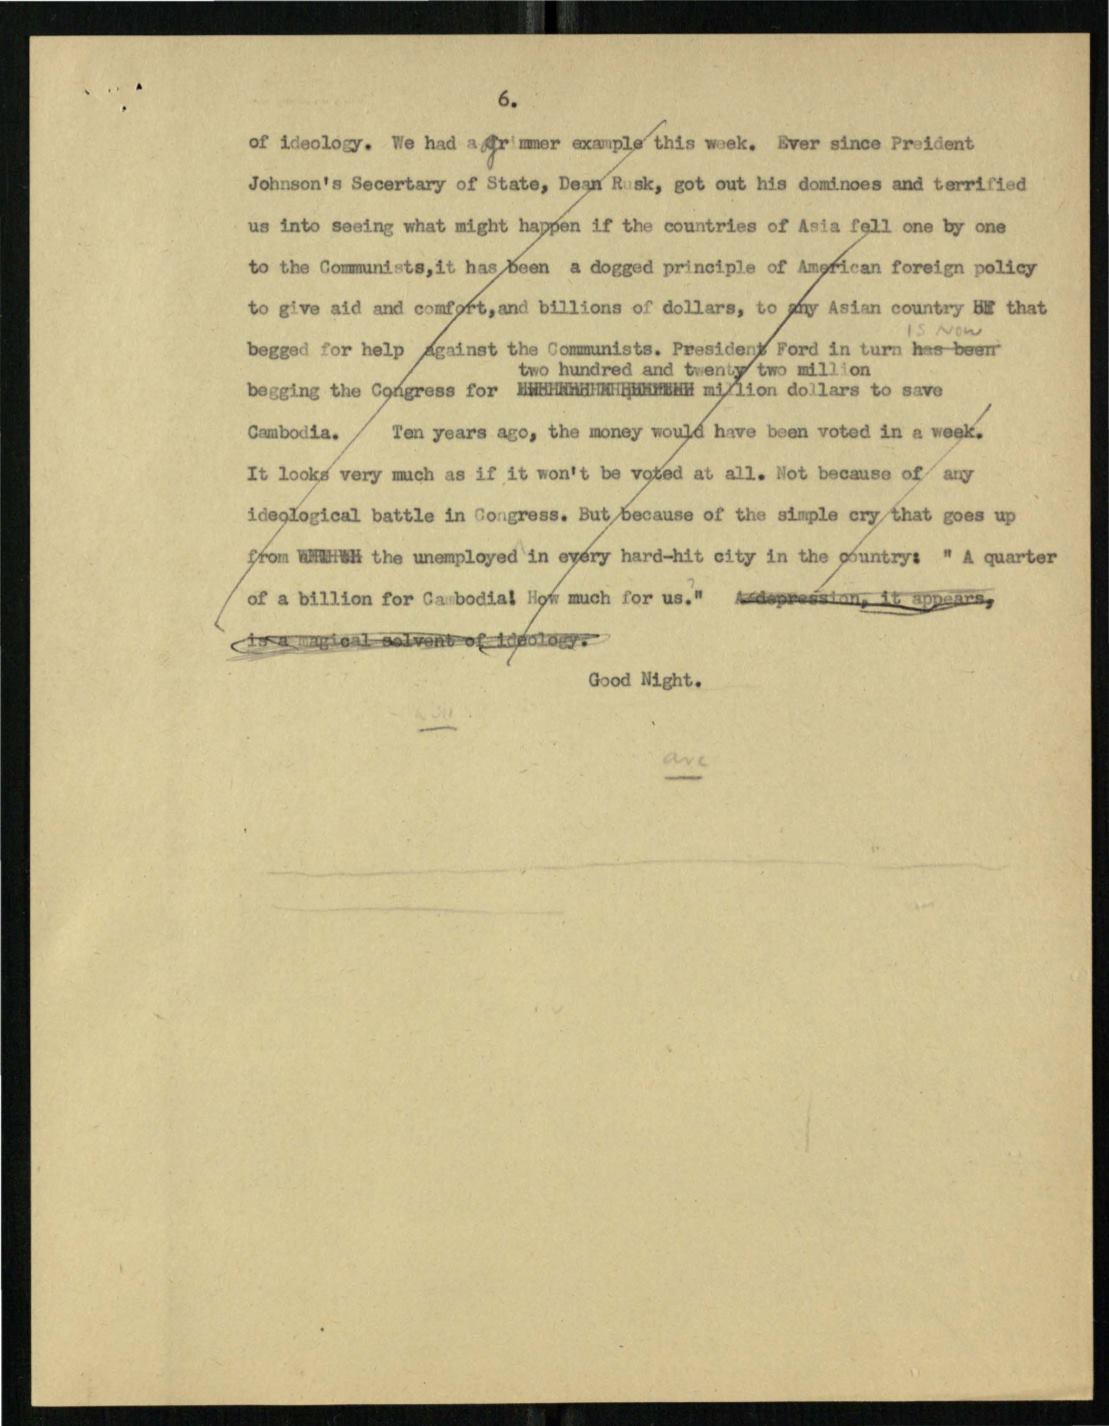 6.
of ideology. We had a grimmer example this week. Ever since Preident
Johnson's Secertary of State, Dean Rusk, got out his dominoes and terrified
us into seeing what might happen if the countries of Asia fell one by one
to the Communists,it has been a dogged principle of American foreign policy
to give aid and comfort,and billions of dollars, to any Asian country that
is now
begged for help against the Communists. President Ford in turn has been
two hundred and twenty two million
begging the Congress for million dollars to save
Cambodia. Ten years ago, the money would have been voted in a week.
It looks very much as if it won't be voted at all. Not because of any
ideological battle in Congress. But because of the simple cry that goes up
from the unemployed in every hard-hit city in the country: " A quarter
of a billion for Cambodia! How much for us?" A depression, it appears,
is a magical solvent of ideology.
Good Night.
are